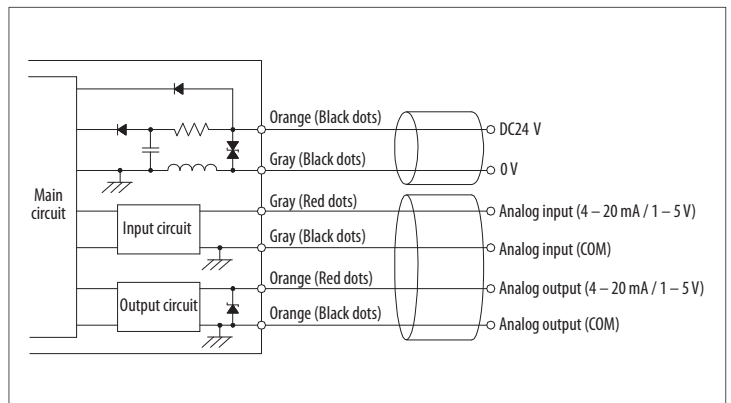 Orange (Black dots)
DC24 V
Gray (Black dots)
0 V
Main
circuit
Gray (Red dots)
Analog input (4 – 20 mA / 1 – 5 V)
Input circuit
Gray (Black dots)
Analog input (COM)
Orange (Red dots)
Analog output (4 – 20 mA / 1 – 5 V)
Output circuit
Orange (Black dots)
Analog output (COM)